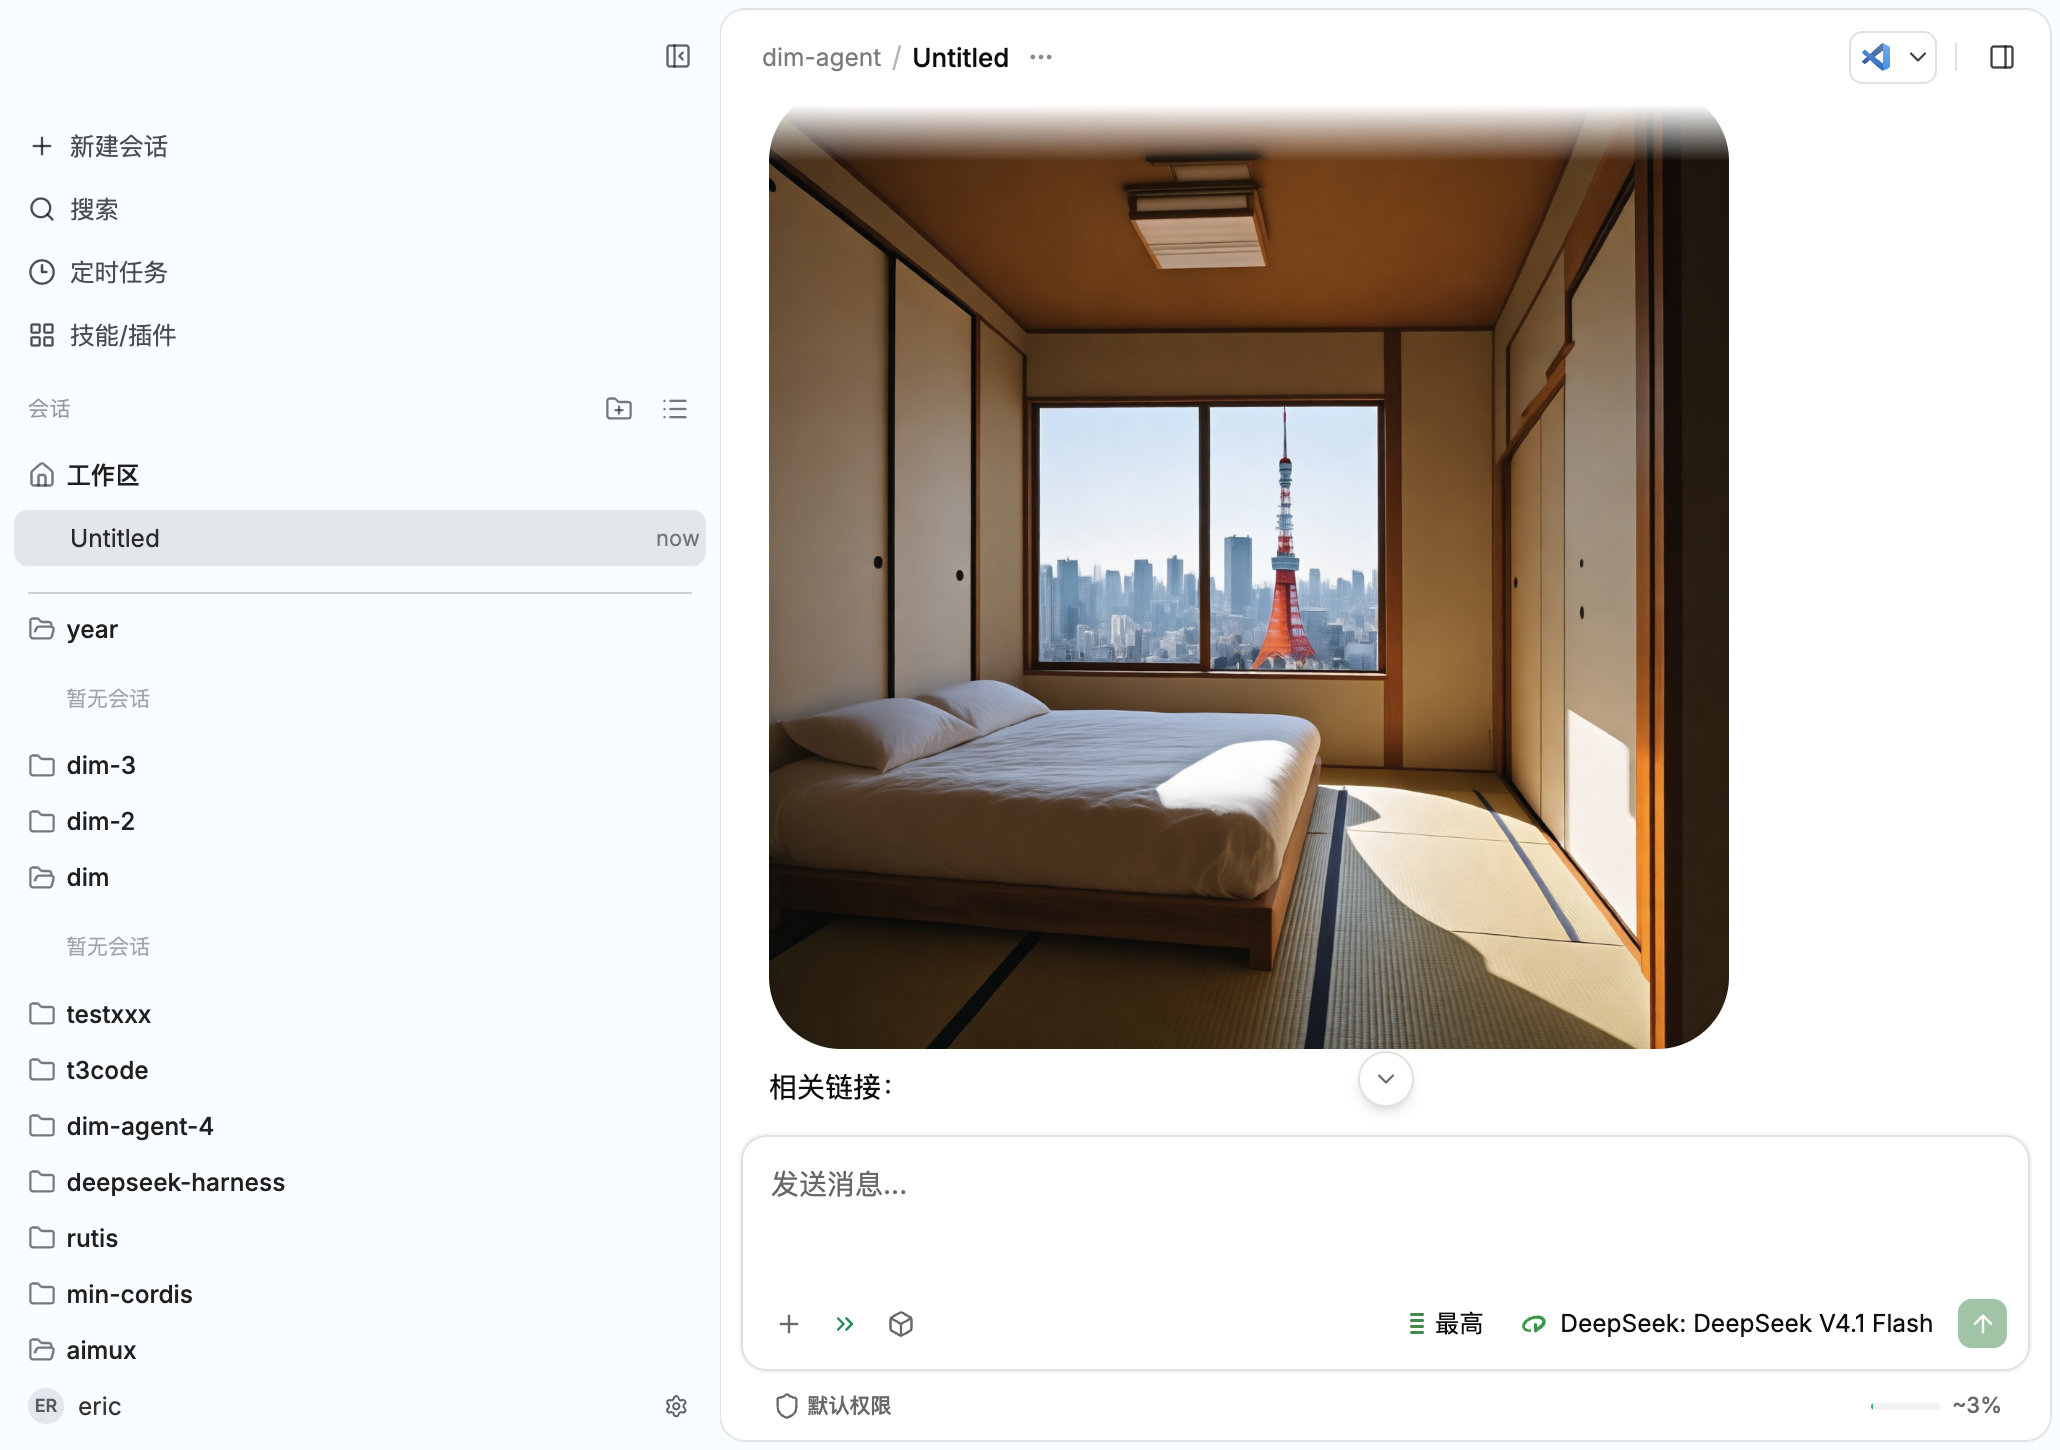 新建会话
搜索
定时任务
技能/插件
会话
工作区
Untitled now
year
暂无会话
dim-3
dim-2
dim
暂无会话
testxxx
t3code
dim-agent-4
deepseek-harness
rutis
min-cordis
aimux
ER eric
dim-agent / Untitled ···
相关链接：
发送消息...
最高 DeepSeek: DeepSeek V4.1 Flash
默认权限 ~3%